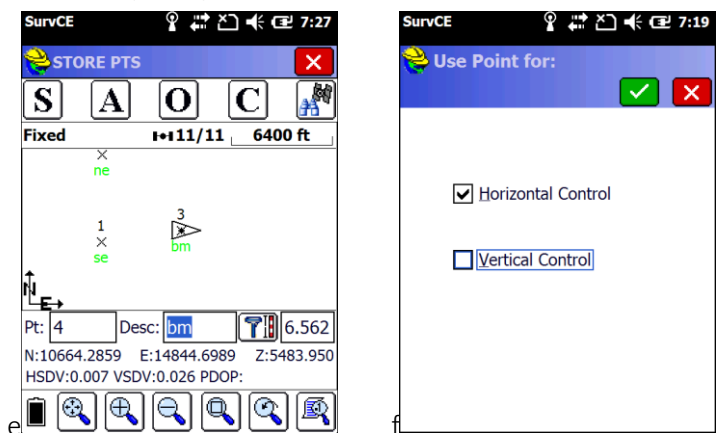 SurvCE 7:27
STORE PTS
S A O C
Fixed 11/11 6400 ft
ne
1
se
3
bm
N
E
Pt: 4 Desc: bm 6.562
N:10664.2859 E:14844.6989 Z:5483.950
HSDV:0.007 VSDV:0.026 PDOP:
e
SurvCE 7:19
Use Point for:
Horizontal Control
Vertical Control
f